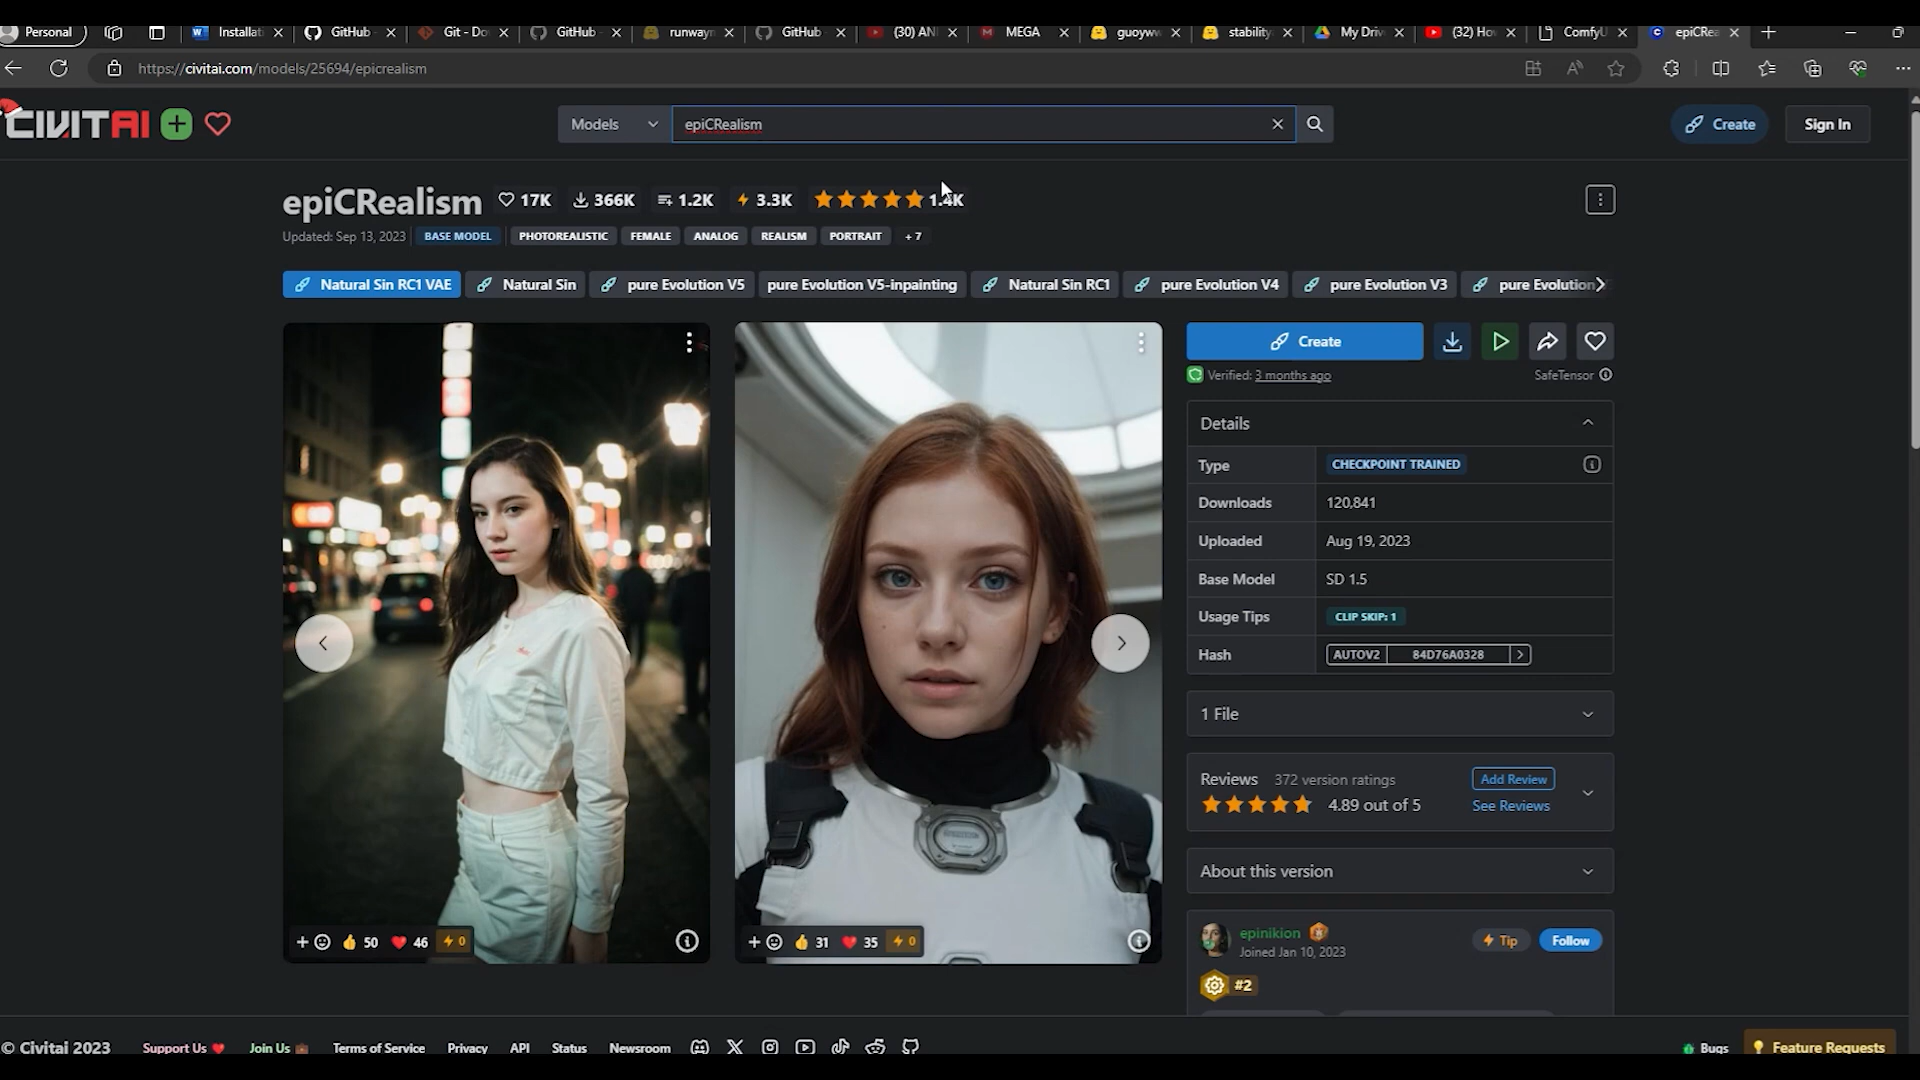 Personal
Installat
GitHub
Git - Do
GitHub
runwaym
GitHub
(30) AN
MEGA
guoyww
stability
My Driv
(32) Ho
ComfyU
epiCRea
https://civitai.com/models/25694/epicrealism
CIVITAI
Models
epiCRealism
Create
Sign In
epiCRealism 17K 366K 1.2K 3.3K 1.4K
Updated: Sep 13, 2023 BASE MODEL PHOTOREALISTIC FEMALE ANALOG REALISM PORTRAIT + 7
Natural Sin RC1 VAE
Natural Sin
pure Evolution V5
pure Evolution V5-inpainting
Natural Sin RC1
pure Evolution V4
pure Evolution V3
pure Evolution
Create
Verified: 3 months ago
SafeTensor
Details
Type CHECKPOINT TRAINED
Downloads 120,841
Uploaded Aug 19, 2023
Base Model SD 1.5
Usage Tips CLIP SKIP: 1
Hash AUTOV2 84D76A0328
1 File
Reviews 372 version ratings Add Review
4.89 out of 5 See Reviews
About this version
50 46 0
31 35 0
epinikion Tip Follow
Joined Jan 10, 2023
#2
© Civitai 2023 Support Us Join Us Terms of Service Privacy API Status Newsroom Bugs Feature Requests